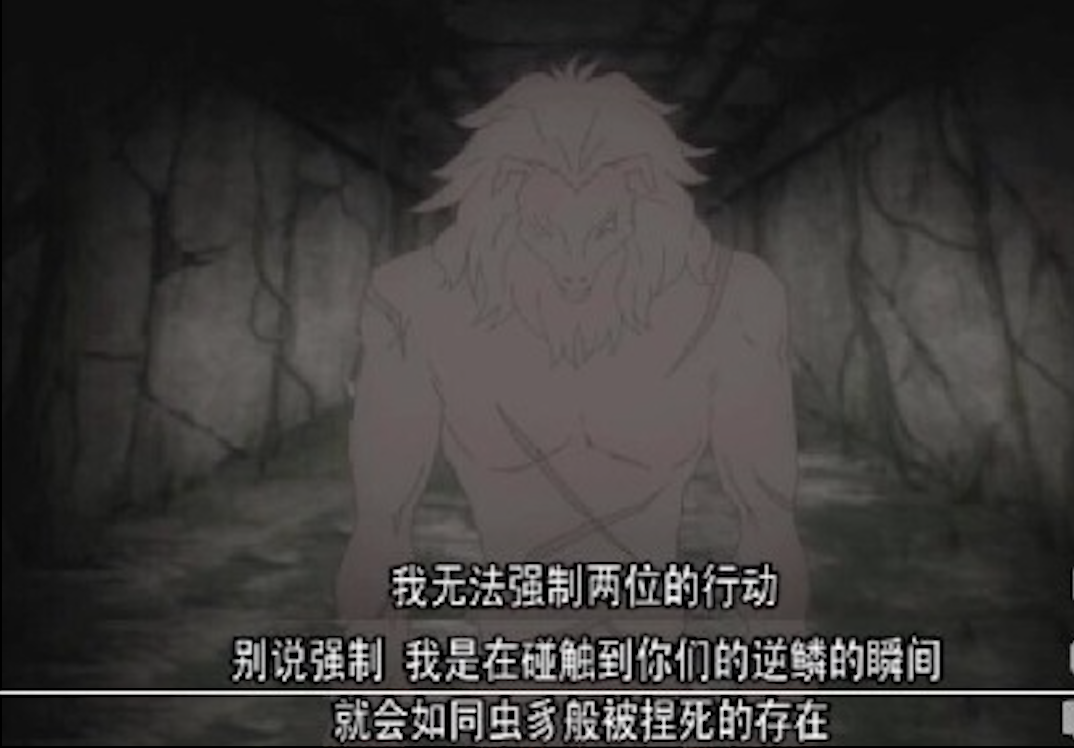 我无法强制两位的行动
别说强制 我是在碰触到你们的逆鳞的瞬间
就会如同虫豸般被捏死的存在